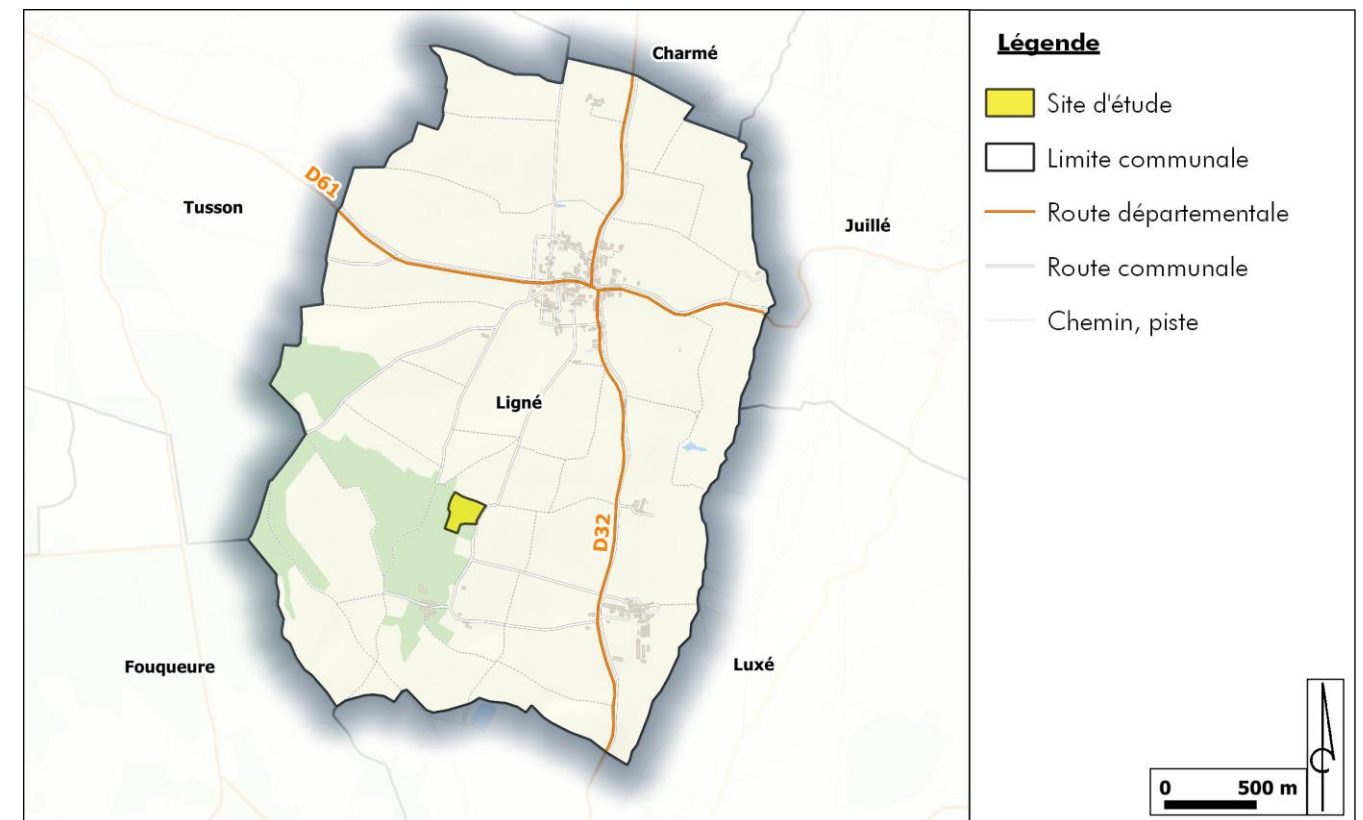 Charmé
D61
Tusson
Juillé
Ligné
D32
Fouqueure
Luxé
Légende
Site d'étude
Limite communale
Route départementale
Route communale
Chemin, piste
0 500 m